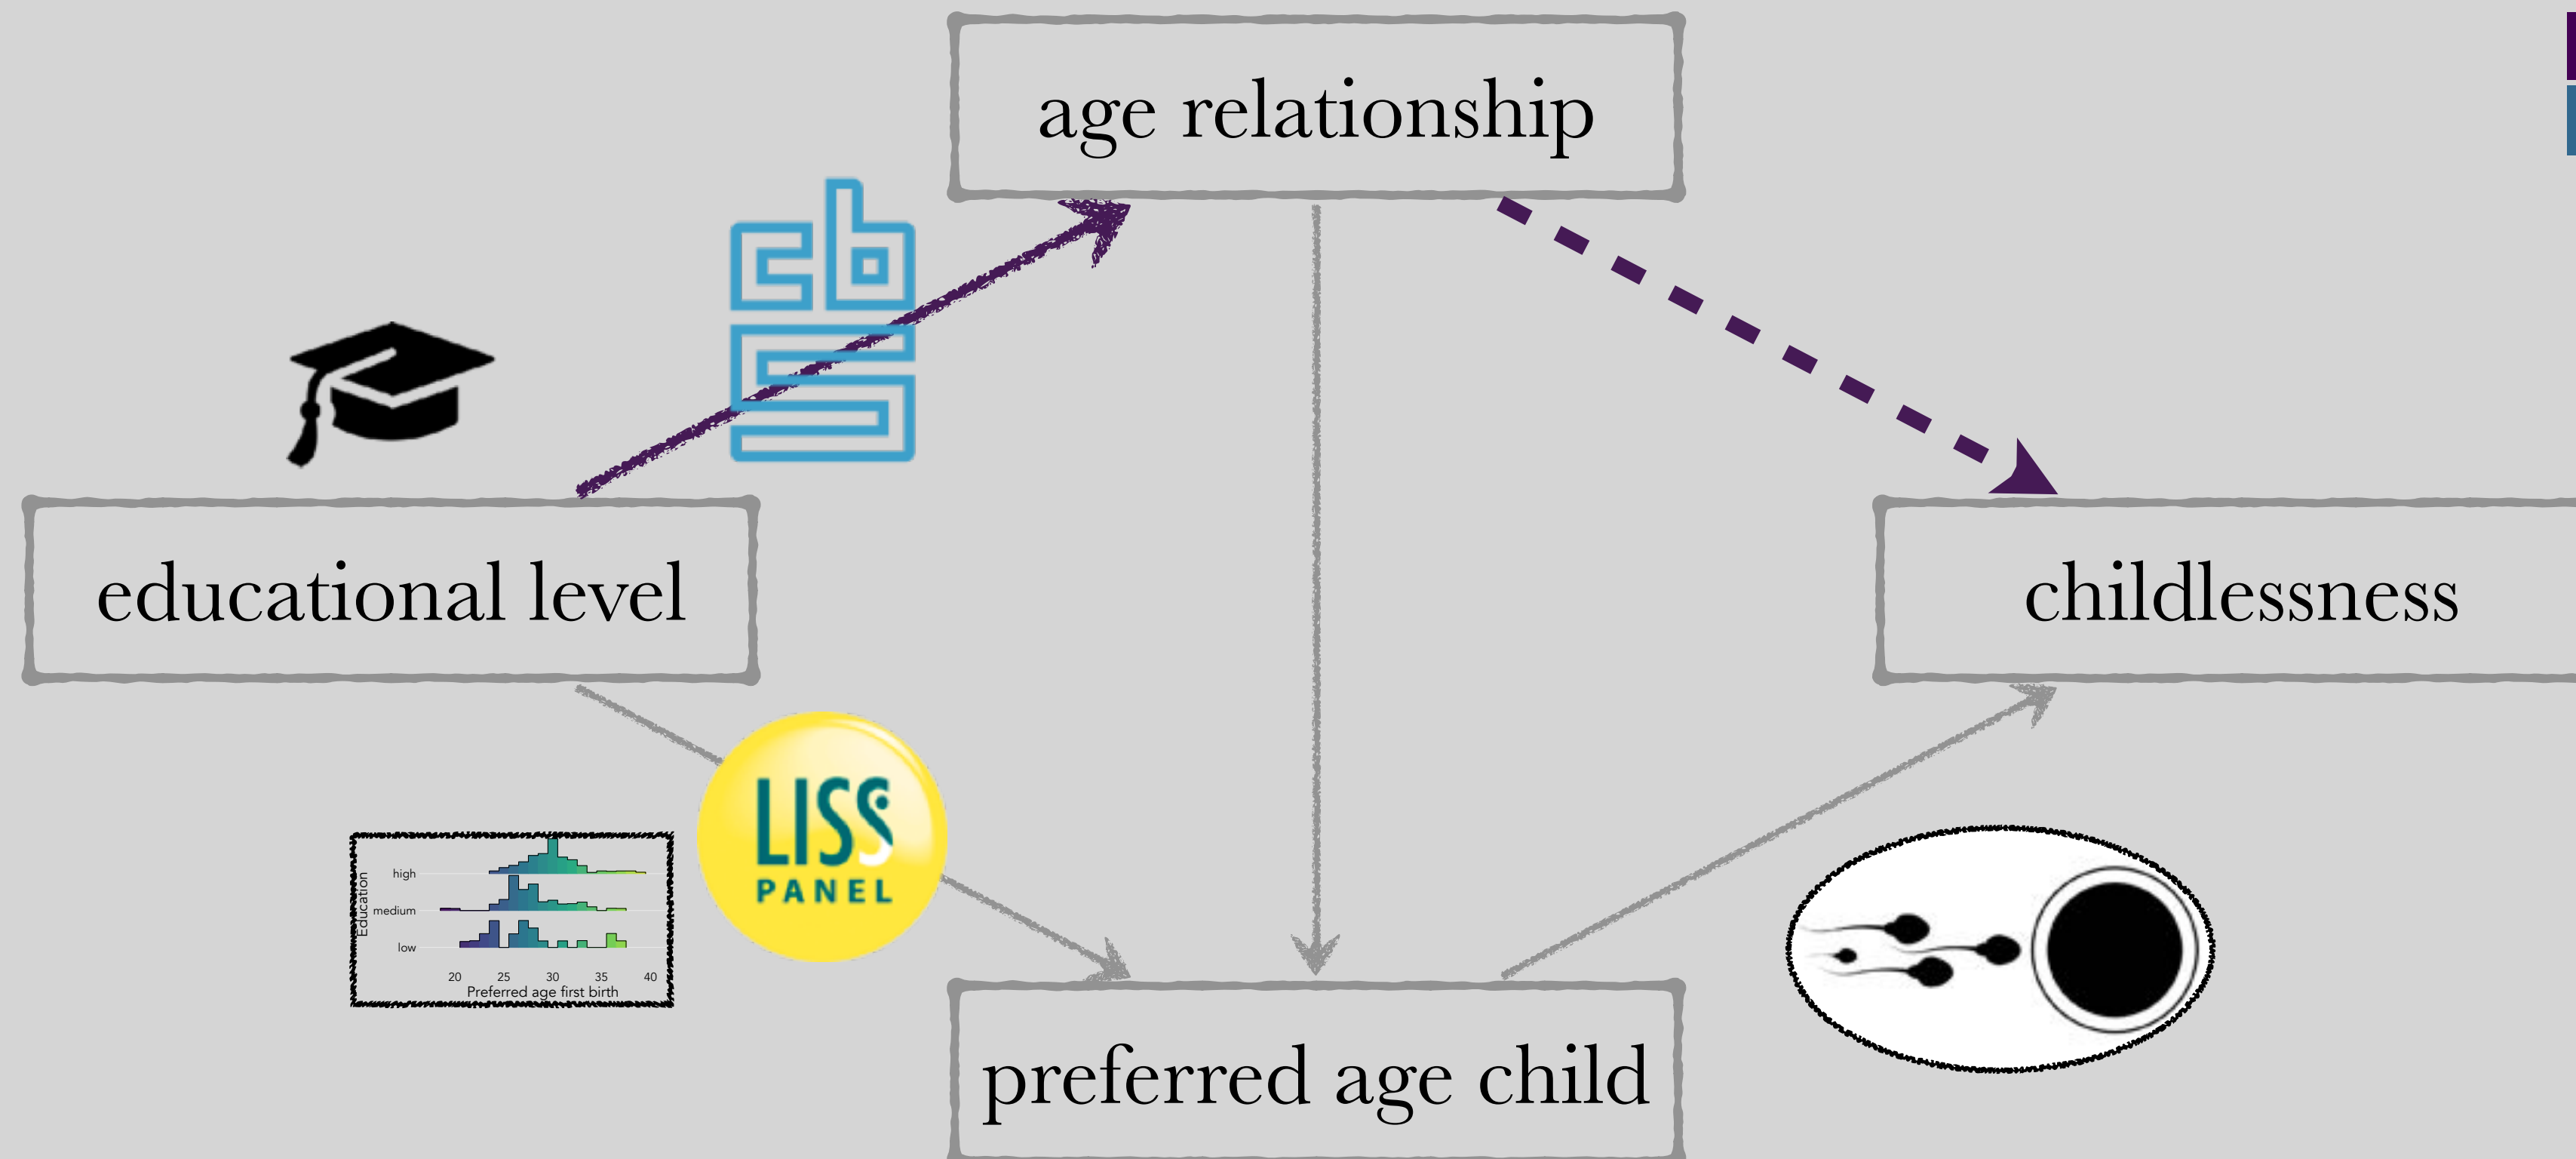 age relationship
cbs
educational level
childlessness
LISS
PANEL
Education
high
medium
low
20 25 30 35 40
Preferred age first birth
preferred age child